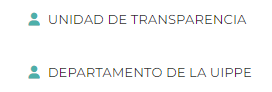 UNIDAD DE TRANSPARENCIA
DEPARTAMENTO DE LA UIPPE